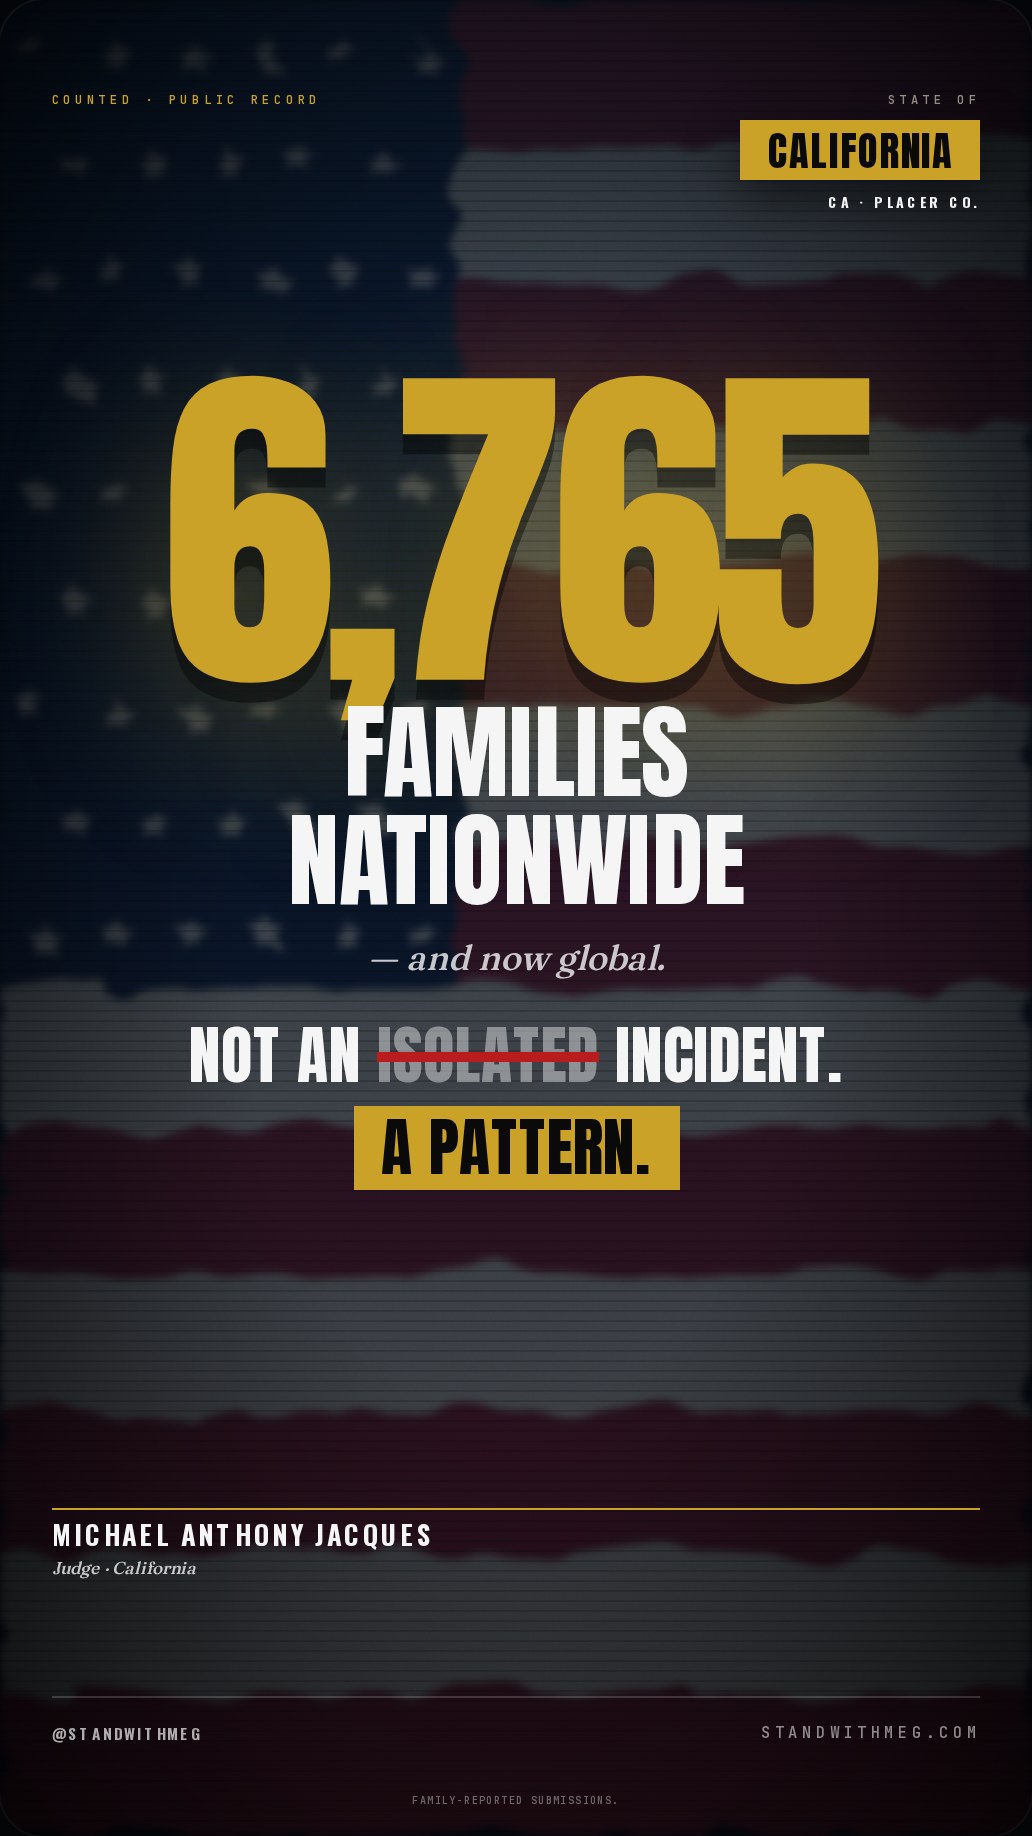 COUNTED · PUBLIC RECORD
STATE OF
CALIFORNIA
CA · PLACER CO.
6,765
FAMILIES
NATIONWIDE
— and now global.
NOT AN ISOLATED INCIDENT.
A PATTERN.
MICHAEL ANTHONY JACQUES
Judge · California
@STANDWITHMEG
STANDWITHMEG.COM
FAMILY-REPORTED SUBMISSIONS.